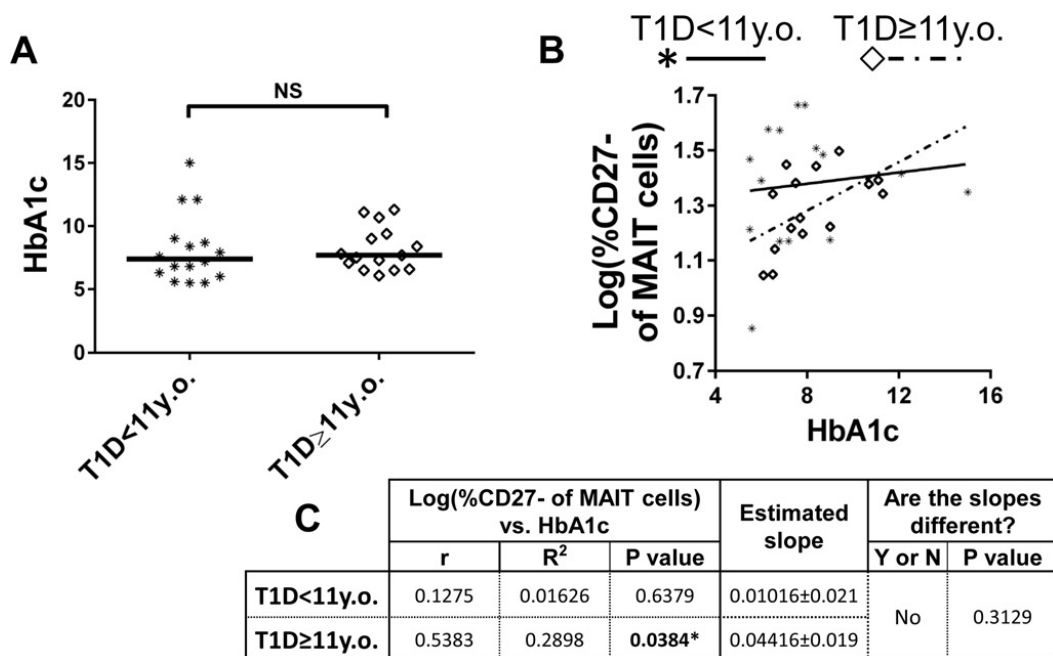 A
NS
20
15
10
5
0
HbA1c
T1D<11y.o.
T1D≥11y.o.
B
T1D<11y.o. T1D≥11y.o.
1.7
1.5
1.3
1.1
0.9
0.7
Log(%CD27-
of MAIT cells)
4 8 12 16
HbA1c
C
Log(%CD27- of MAIT cells)
vs. HbA1c
Estimated
slope
Are the slopes
different?
r R² P value Y or N P value
T1D<11y.o. 0.1275 0.01626 0.6379 0.01016±0.021
No 0.3129
T1D≥11y.o. 0.5383 0.2898 0.0384* 0.04416±0.019